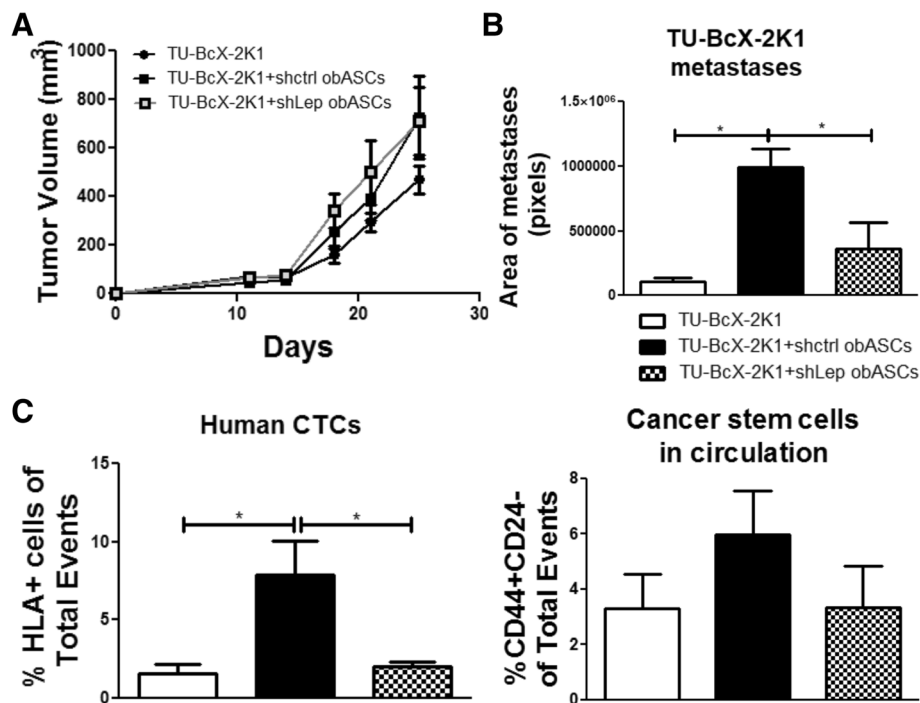 A
Tumor Volume (mm3)
1000
800
600
400
200
0
0
10
20
30
Days
TU-BcX-2K1
TU-BcX-2K1+shctrl obASCs
TU-BcX-2K1+shLep obASCs
B
TU-BcX-2K1
metastases
Area of metastases
(pixels)
1.5×10^06
1000000
500000
0
*
*
TU-BcX-2K1
TU-BcX-2K1+shctrl obASCs
TU-BcX-2K1+shLep obASCs
C
Human CTCs
% HLA+ cells of
Total Events
15
10
5
0
*
*
Cancer stem cells
in circulation
%CD44+CD24-
of Total Events
8
6
4
2
0